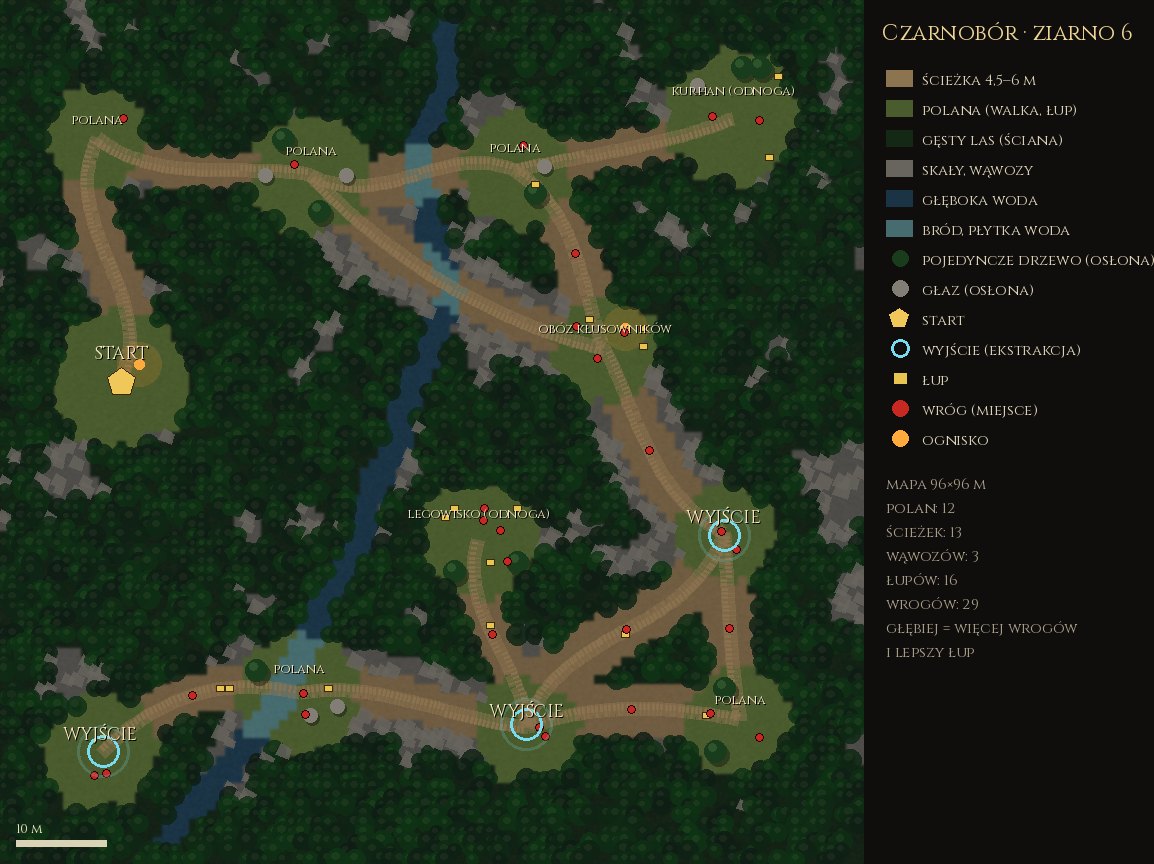 Czarnobór · ziarno 6
ścieżka 4,5–6 m
polana (walka, łup)
gęsty las (ściana)
skały, wąwozy
głęboka woda
bród, płytka woda
pojedyncze drzewo (osłona)
głaz (osłona)
start
wyjście (ekstrakcja)
łup
wróg (miejsce)
ognisko
mapa 96×96 m
polan: 12
ścieżek: 13
wąwozów: 3
łupów: 16
wrogów: 29
głębiej = więcej wrogów
i lepszy łup
kurhan (odnoga)
polana
polana
polana
obóz kłusowników
start
legowisko (odnoga)
wyjście
polana
polana
wyjście
wyjście
10 m